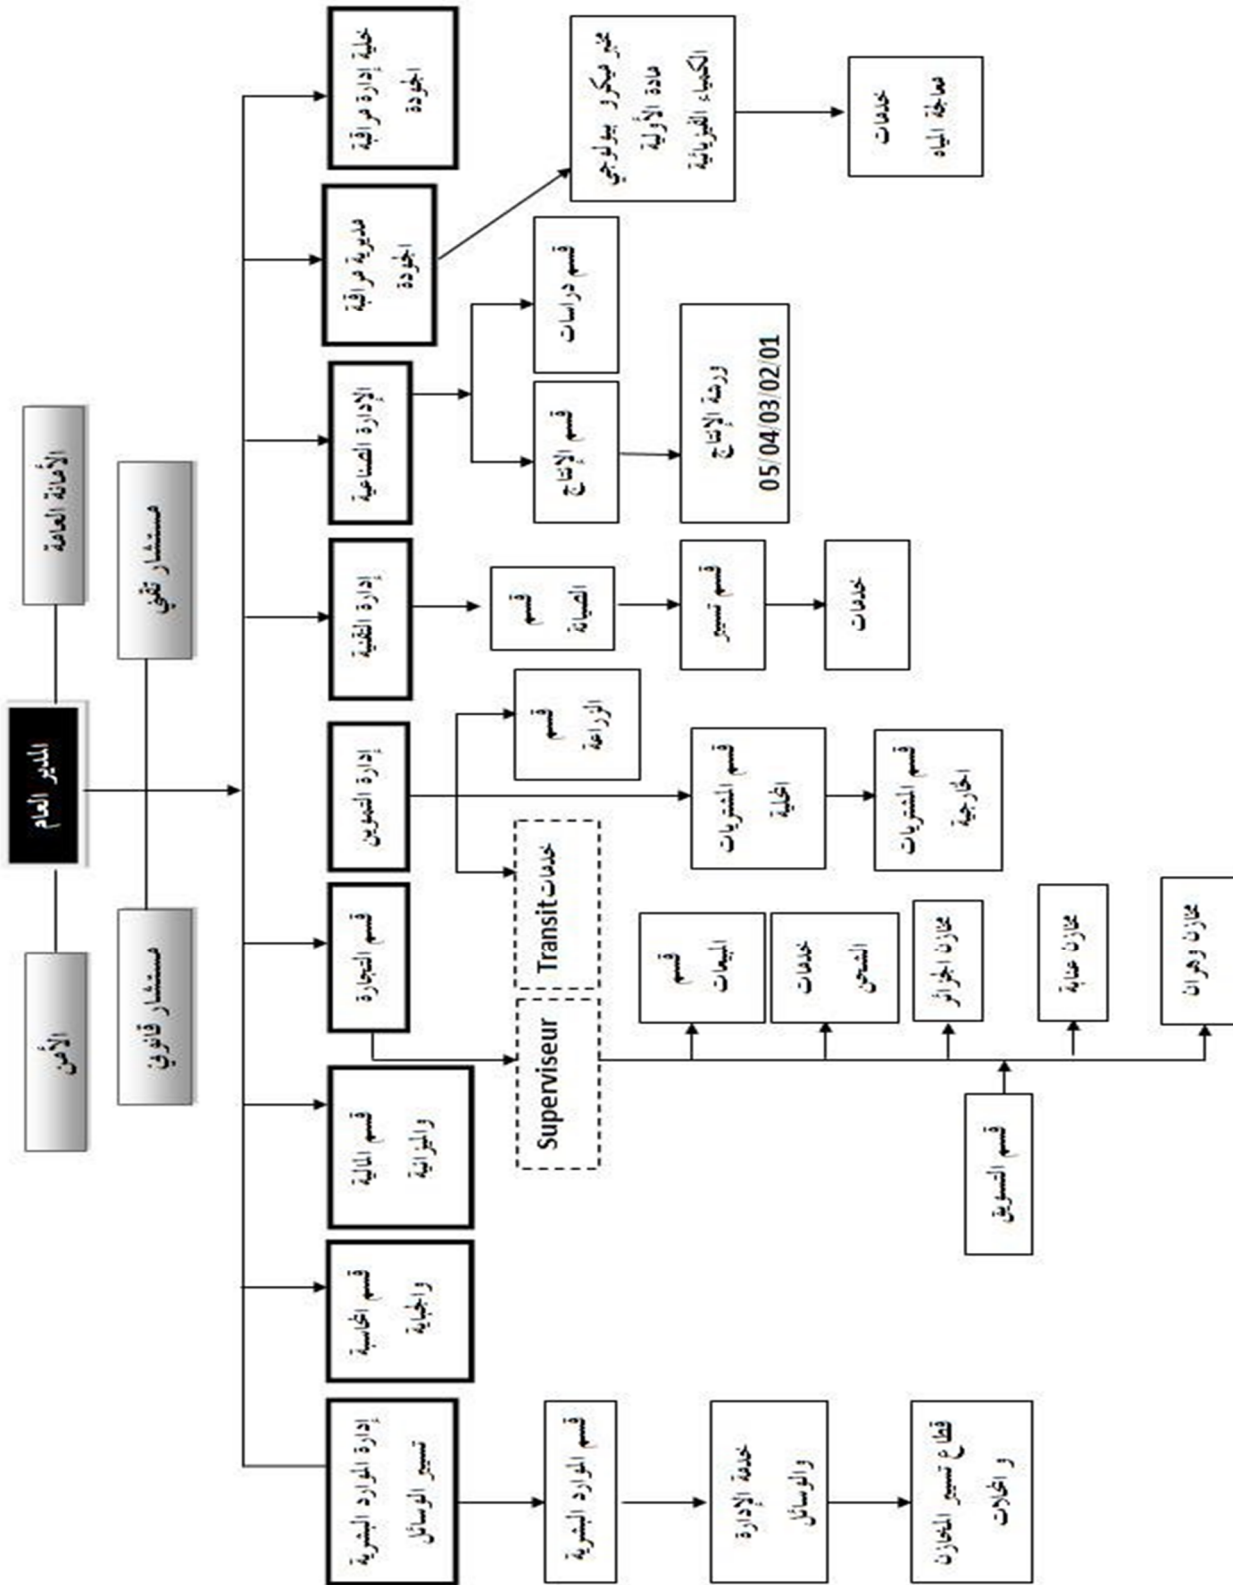 المدير العام
الأمانة العامة
الأمن
مستشار تقني
مستشار قانوني
خلية إدارة مراقبة
الجودة
مديرية مراقبة
الجودة
الإدارة الصناعية
إدارة التقنية
إدارة التموين
قسم التجارة
قسم المالية
والميزانية
قسم المحاسبة
والجباية
إدارة الموارد البشرية
تسيير الوسائل
مخبر ميكرو بيولوجي
مادة الأولية
الكمياء الفيزيائية
خدمات
معالجة المياه
قسم دراسات
قسم الإنتاج
ورشة الإنتاج
05/04/03/02/01
قسم
الصيانة
قسم تسيير
خدمات
قسم
الزراعة
خدمات Transit
قسم المشتريات
المحلية
قسم المشتريات
الخارجية
Superviseur
قسم
المبيعات
خدمات
الشحن
مخازن الجزائر
مخازن عنابة
مخازن وهران
قسم التسويق
قسم الموارد البشرية
خدمة الإدارة
والوسائل
قطاع تسيير المخازن
و المحلات